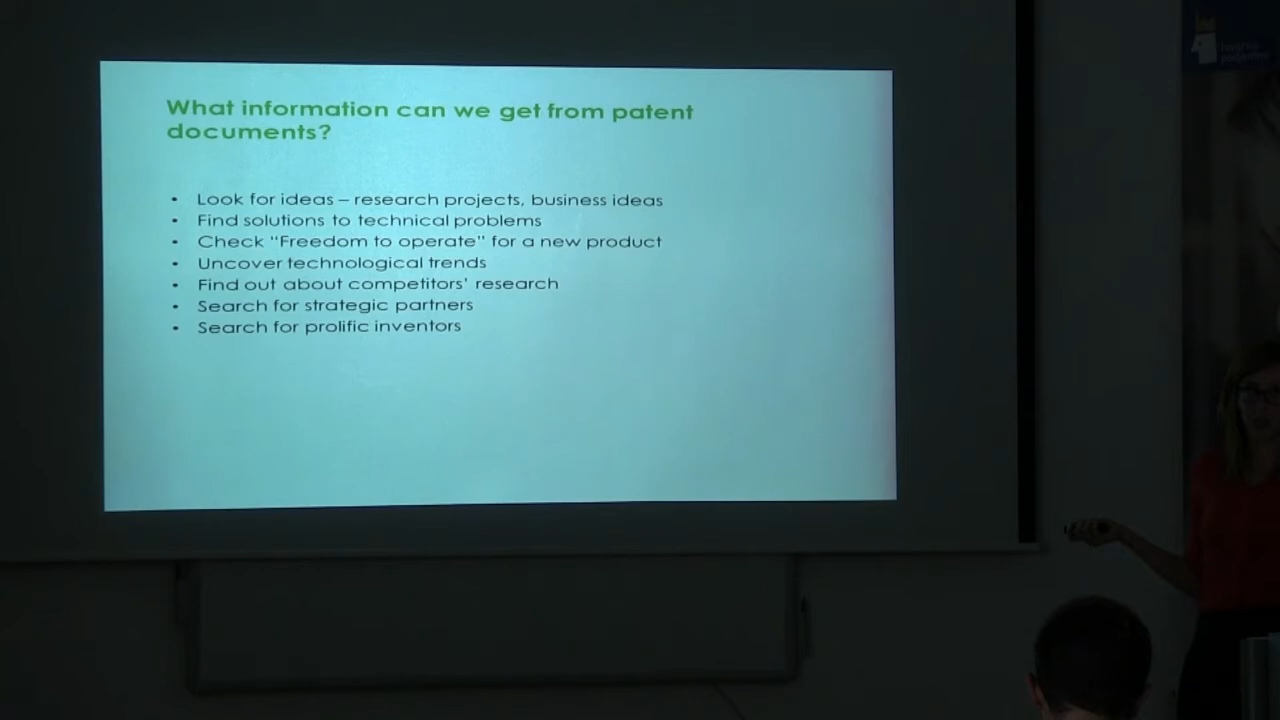 What information can we get from patent
documents?
• Look for ideas – research projects, business ideas
• Find solutions to technical problems
• Check "Freedom to operate" for a new product
• Uncover technological trends
• Find out about competitors' research
• Search for strategic partners
• Search for prolific inventors